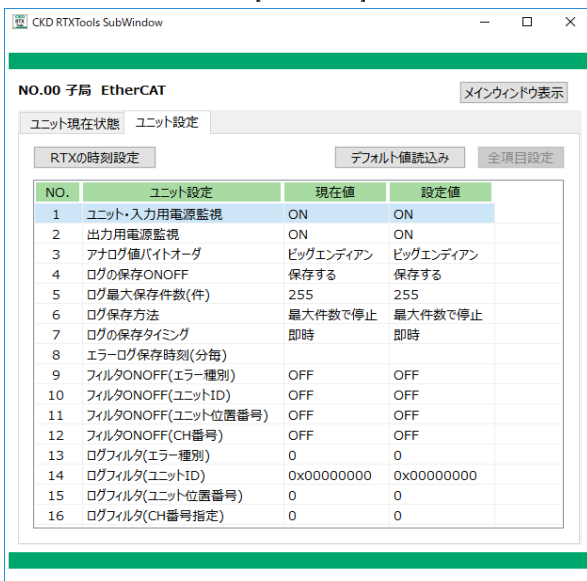 CKD RTXTools SubWindow
NO.00 子局 EtherCAT
メインウィンドウ表示
ユニット現在状態 ユニット設定
RTXの時刻設定 デフォルト値読込み 全項目設定
NO. ユニット設定 現在値 設定値
1 ユニット・入力用電源監視 ON ON
2 出力用電源監視 ON ON
3 アナログ値バイトオーダ ビッグエンディアン ビッグエンディアン
4 ログの保存ONOFF 保存する 保存する
5 ログ最大保存件数(件) 255 255
6 ログ保存方法 最大件数で停止 最大件数で停止
7 ログの保存タイミング 即時 即時
8 エラーログ保存時刻(分毎)
9 フィルタONOFF(エラー種別) OFF OFF
10 フィルタONOFF(ユニットID) OFF OFF
11 フィルタONOFF(ユニット位置番号) OFF OFF
12 フィルタONOFF(CH番号) OFF OFF
13 ログフィルタ(エラー種別) 0 0
14 ログフィルタ(ユニットID) 0x00000000 0x00000000
15 ログフィルタ(ユニット位置番号) 0 0
16 ログフィルタ(CH番号指定) 0 0